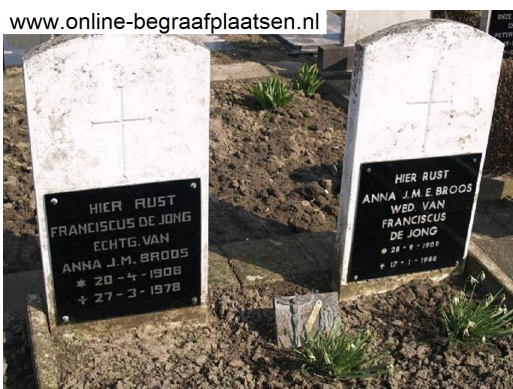 www.online-begraafplaatsen.nl
HIER RUST
FRANCISCUS DE JONG
ECHTG. VAN
ANNA J.M. BROOS
* 20-4-1908
✝ 27-3-1978
HIER RUST
ANNA J.M.E. BROOS
WED. VAN
FRANCISCUS
DE JONG
* 28-9-1909
✝ 17-1-1988